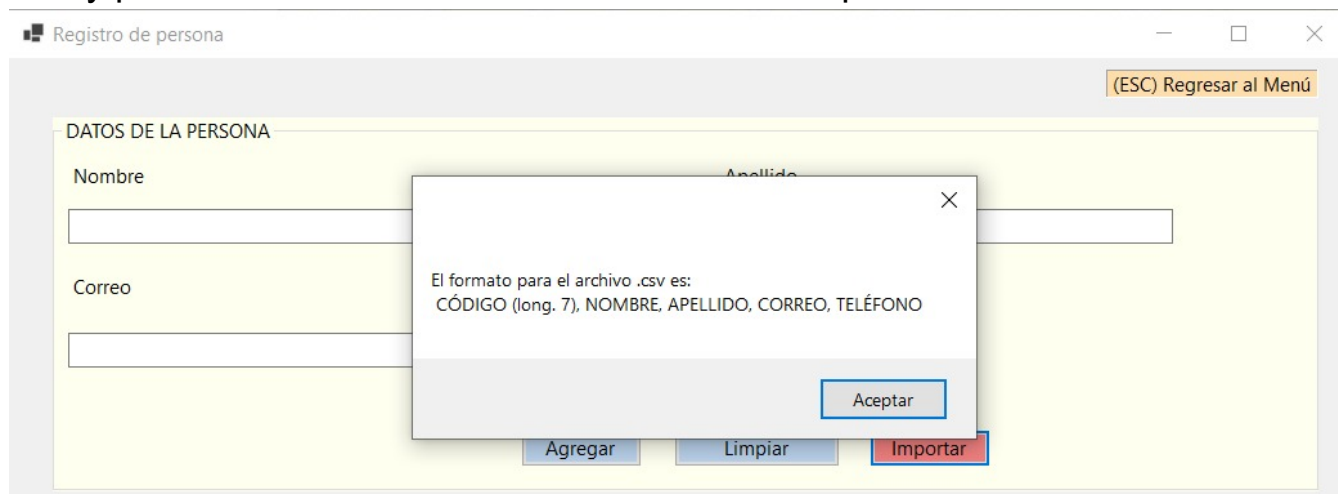 Registro de persona
(ESC) Regresar al Menú
DATOS DE LA PERSONA
Nombre
Apellido
Correo
El formato para el archivo .csv es:
CÓDIGO (long. 7), NOMBRE, APELLIDO, CORREO, TELÉFONO
Aceptar
Agregar Limpiar Importar